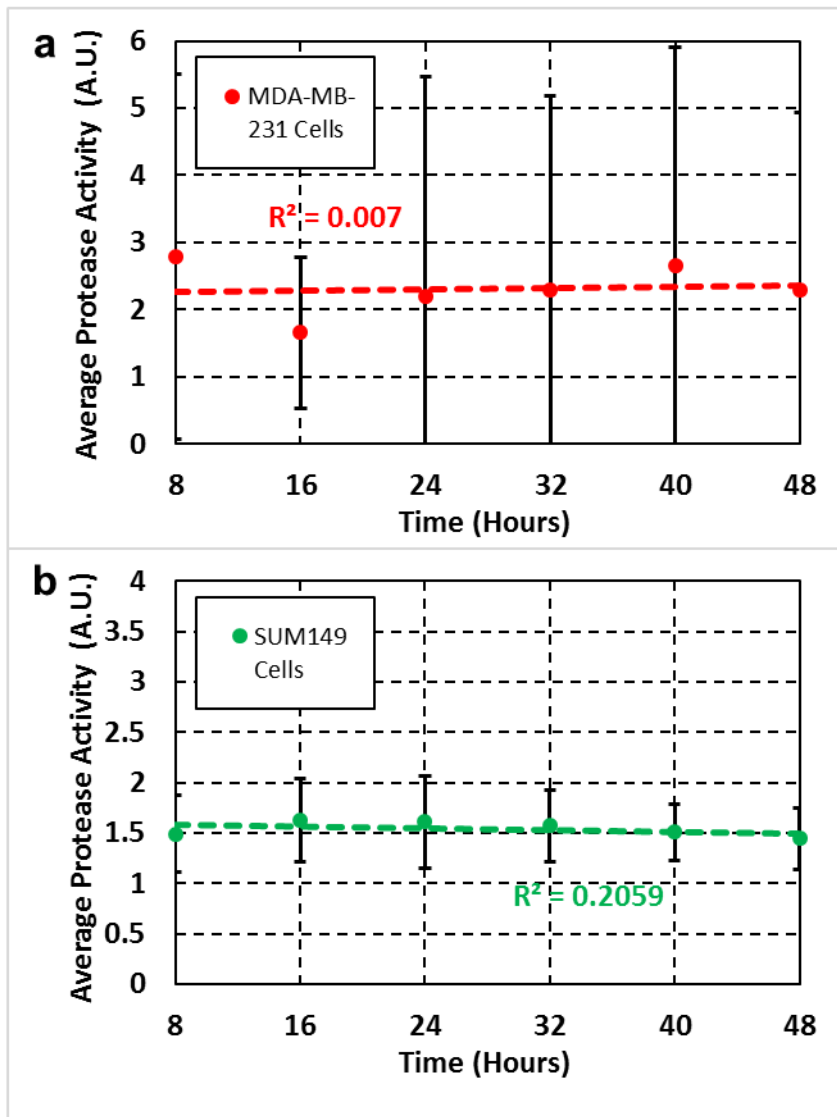 a
Average Protease Activity (A.U.)
6
5
4
3
2
1
0
MDA-MB-
231 Cells
R² = 0.007
8 16 24 32 40 48
Time (Hours)
b
Average Protease Activity (A.U.)
4
3.5
3
2.5
2
1.5
1
0.5
0
SUM149
Cells
R² = 0.2059
8 16 24 32 40 48
Time (Hours)